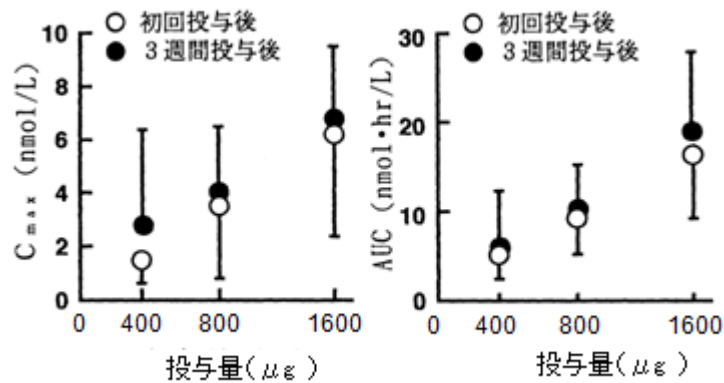 ○ 初回投与後
● 3週間投与後
Cmax (nmol/L)
10
8
6
4
2
0
0 400 800 1600
投与量(μg)
○ 初回投与後
● 3週間投与後
AUC (nmol・hr/L)
30
20
10
0
0 400 800 1600
投与量(μg)